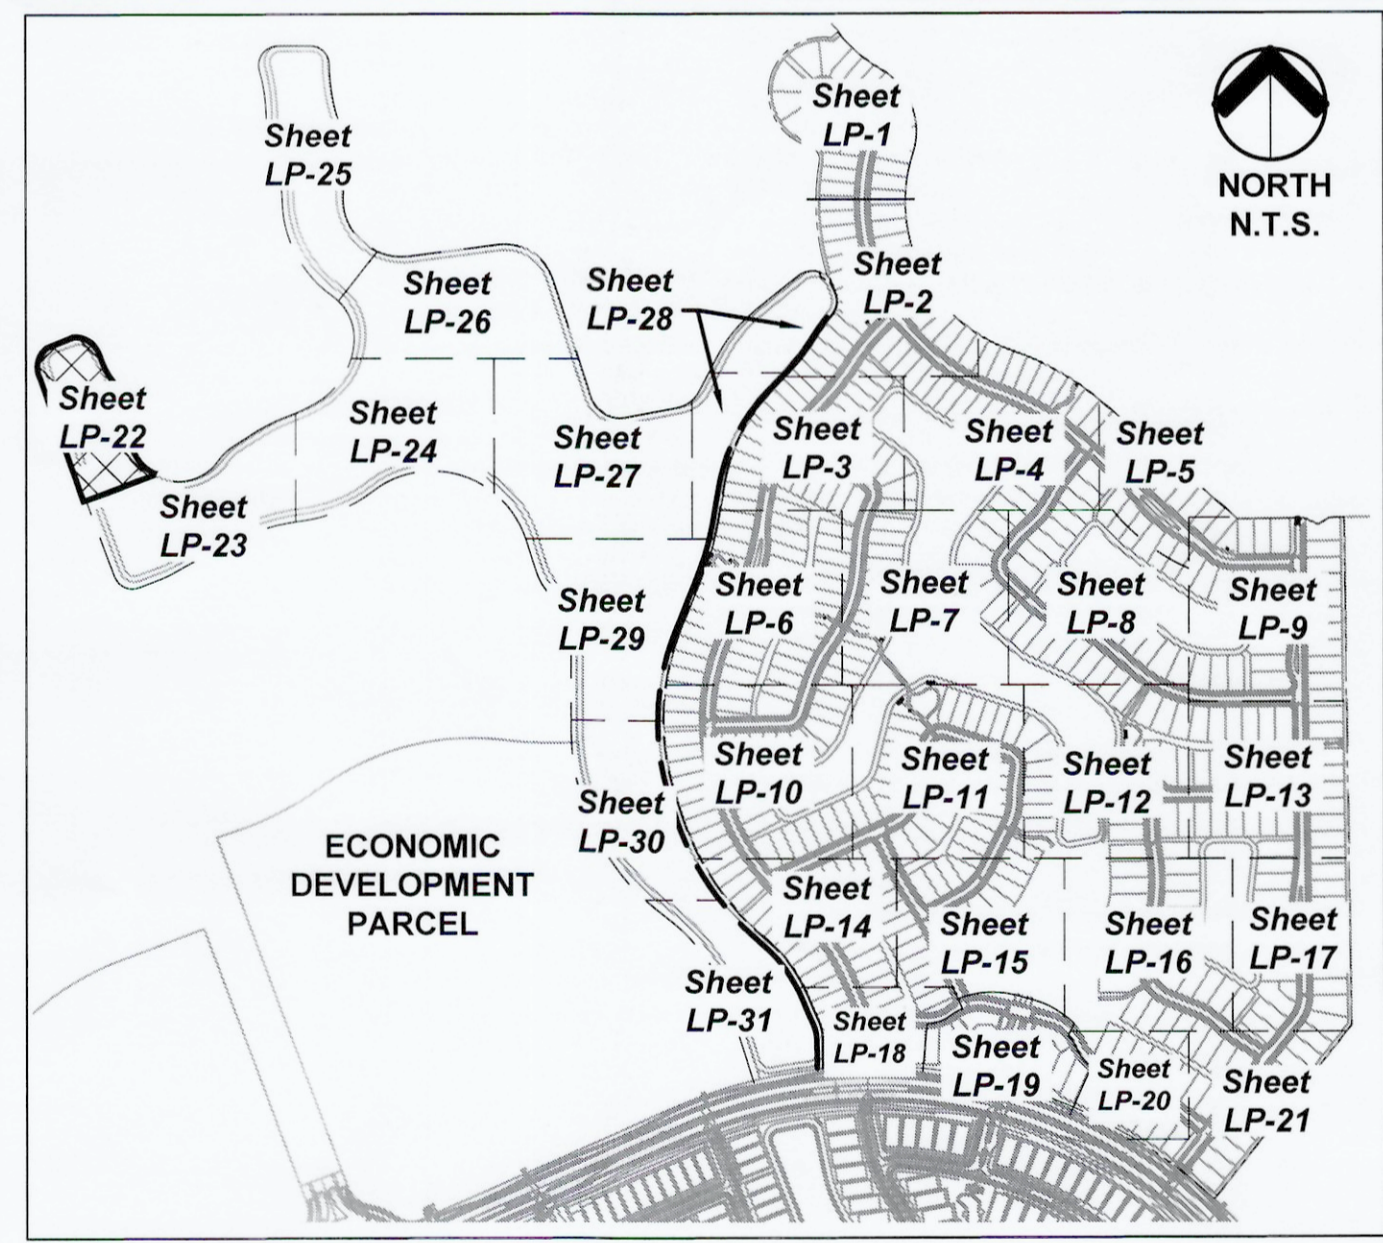 Sheet
LP-1
NORTH
N.T.S.
Sheet
LP-25
Sheet
LP-2
Sheet
LP-26
Sheet
LP-28
Sheet
LP-22
Sheet
LP-24
Sheet
LP-27
Sheet
LP-3
Sheet
LP-4
Sheet
LP-5
Sheet
LP-23
Sheet
LP-29
Sheet
LP-6
Sheet
LP-7
Sheet
LP-8
Sheet
LP-9
Sheet
LP-10
Sheet
LP-11
Sheet
LP-12
Sheet
LP-13
Sheet
LP-30
ECONOMIC
DEVELOPMENT
PARCEL
Sheet
LP-14
Sheet
LP-15
Sheet
LP-16
Sheet
LP-17
Sheet
LP-31
Sheet
LP-18
Sheet
LP-19
Sheet
LP-20
Sheet
LP-21